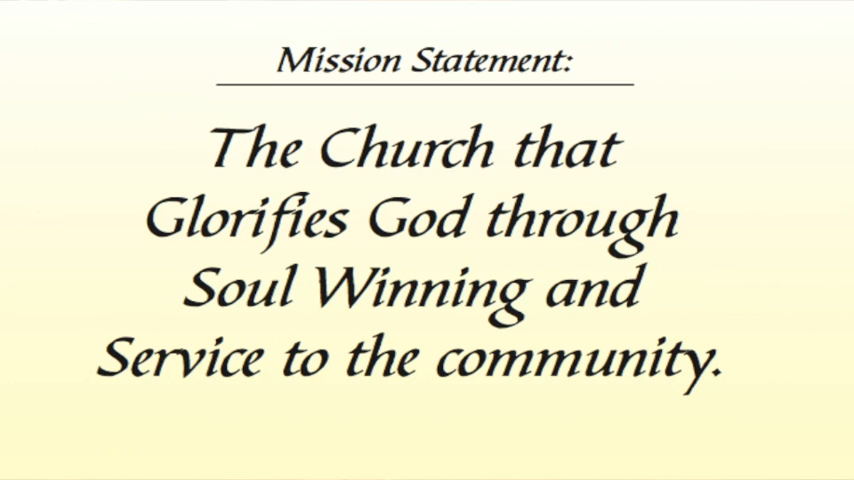 Mission Statement:
The Church that
Glorifies God through
Soul Winning and
Service to the community.